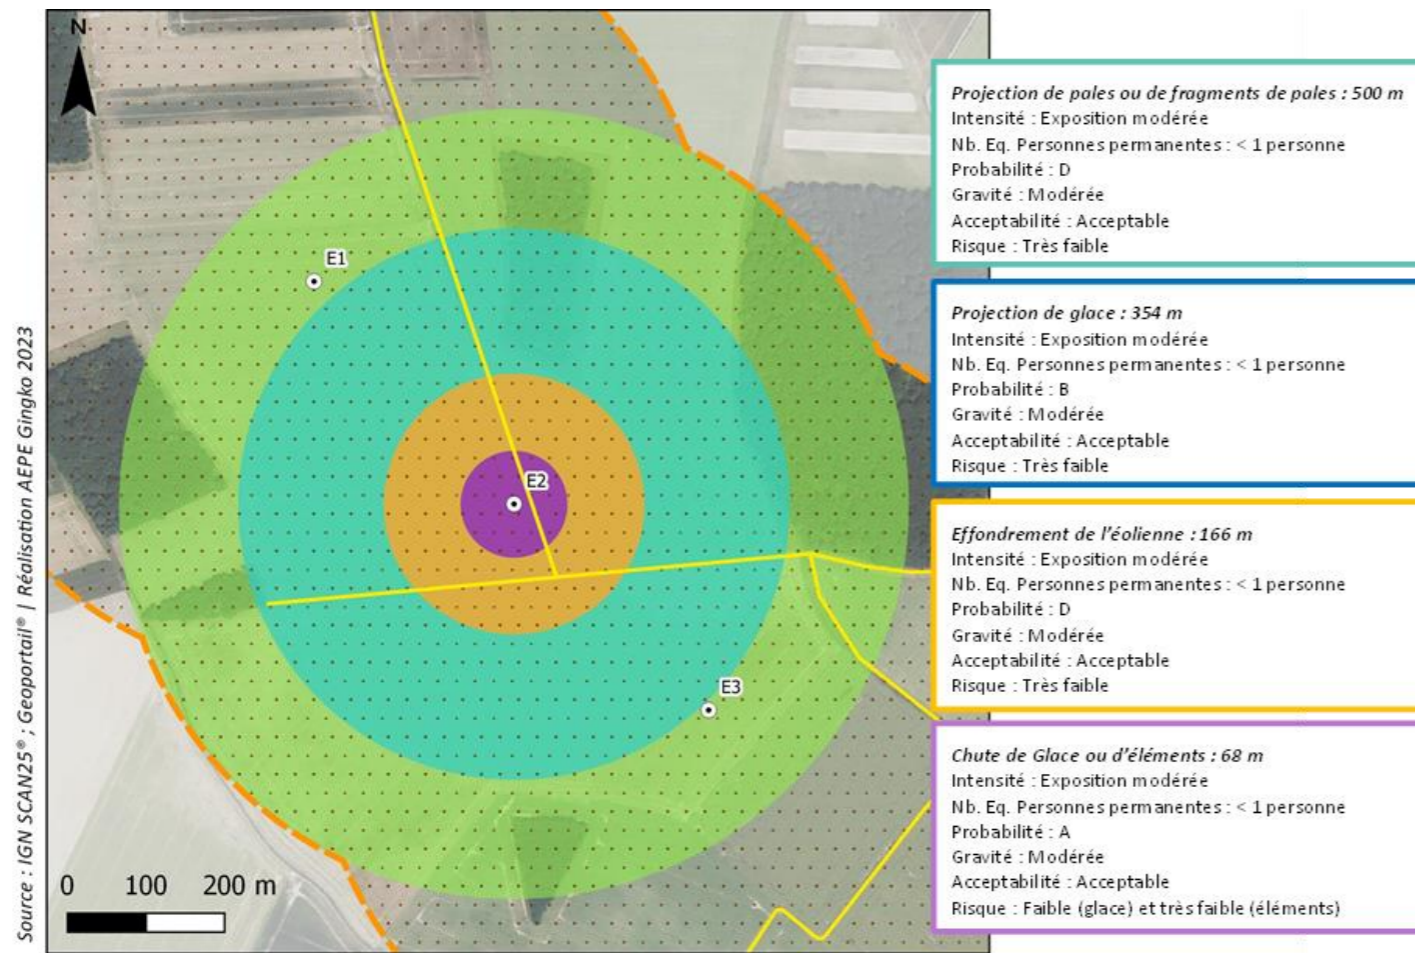 N
E1
E2
E3
0 100 200 m
Source : IGN SCAN25® ; Geoportail® | Réalisation AEPE Gingko 2023
Projection de pales ou de fragments de pales : 500 m
Intensité : Exposition modérée
Nb. Eq. Personnes permanentes : < 1 personne
Probabilité : D
Gravité : Modérée
Acceptabilité : Acceptable
Risque : Très faible
Projection de glace : 354 m
Intensité : Exposition modérée
Nb. Eq. Personnes permanentes : < 1 personne
Probabilité : B
Gravité : Modérée
Acceptabilité : Acceptable
Risque : Très faible
Effondrement de l'éolienne : 166 m
Intensité : Exposition modérée
Nb. Eq. Personnes permanentes : < 1 personne
Probabilité : D
Gravité : Modérée
Acceptabilité : Acceptable
Risque : Très faible
Chute de Glace ou d'éléments : 68 m
Intensité : Exposition modérée
Nb. Eq. Personnes permanentes : < 1 personne
Probabilité : A
Gravité : Modérée
Acceptabilité : Acceptable
Risque : Faible (glace) et très faible (éléments)